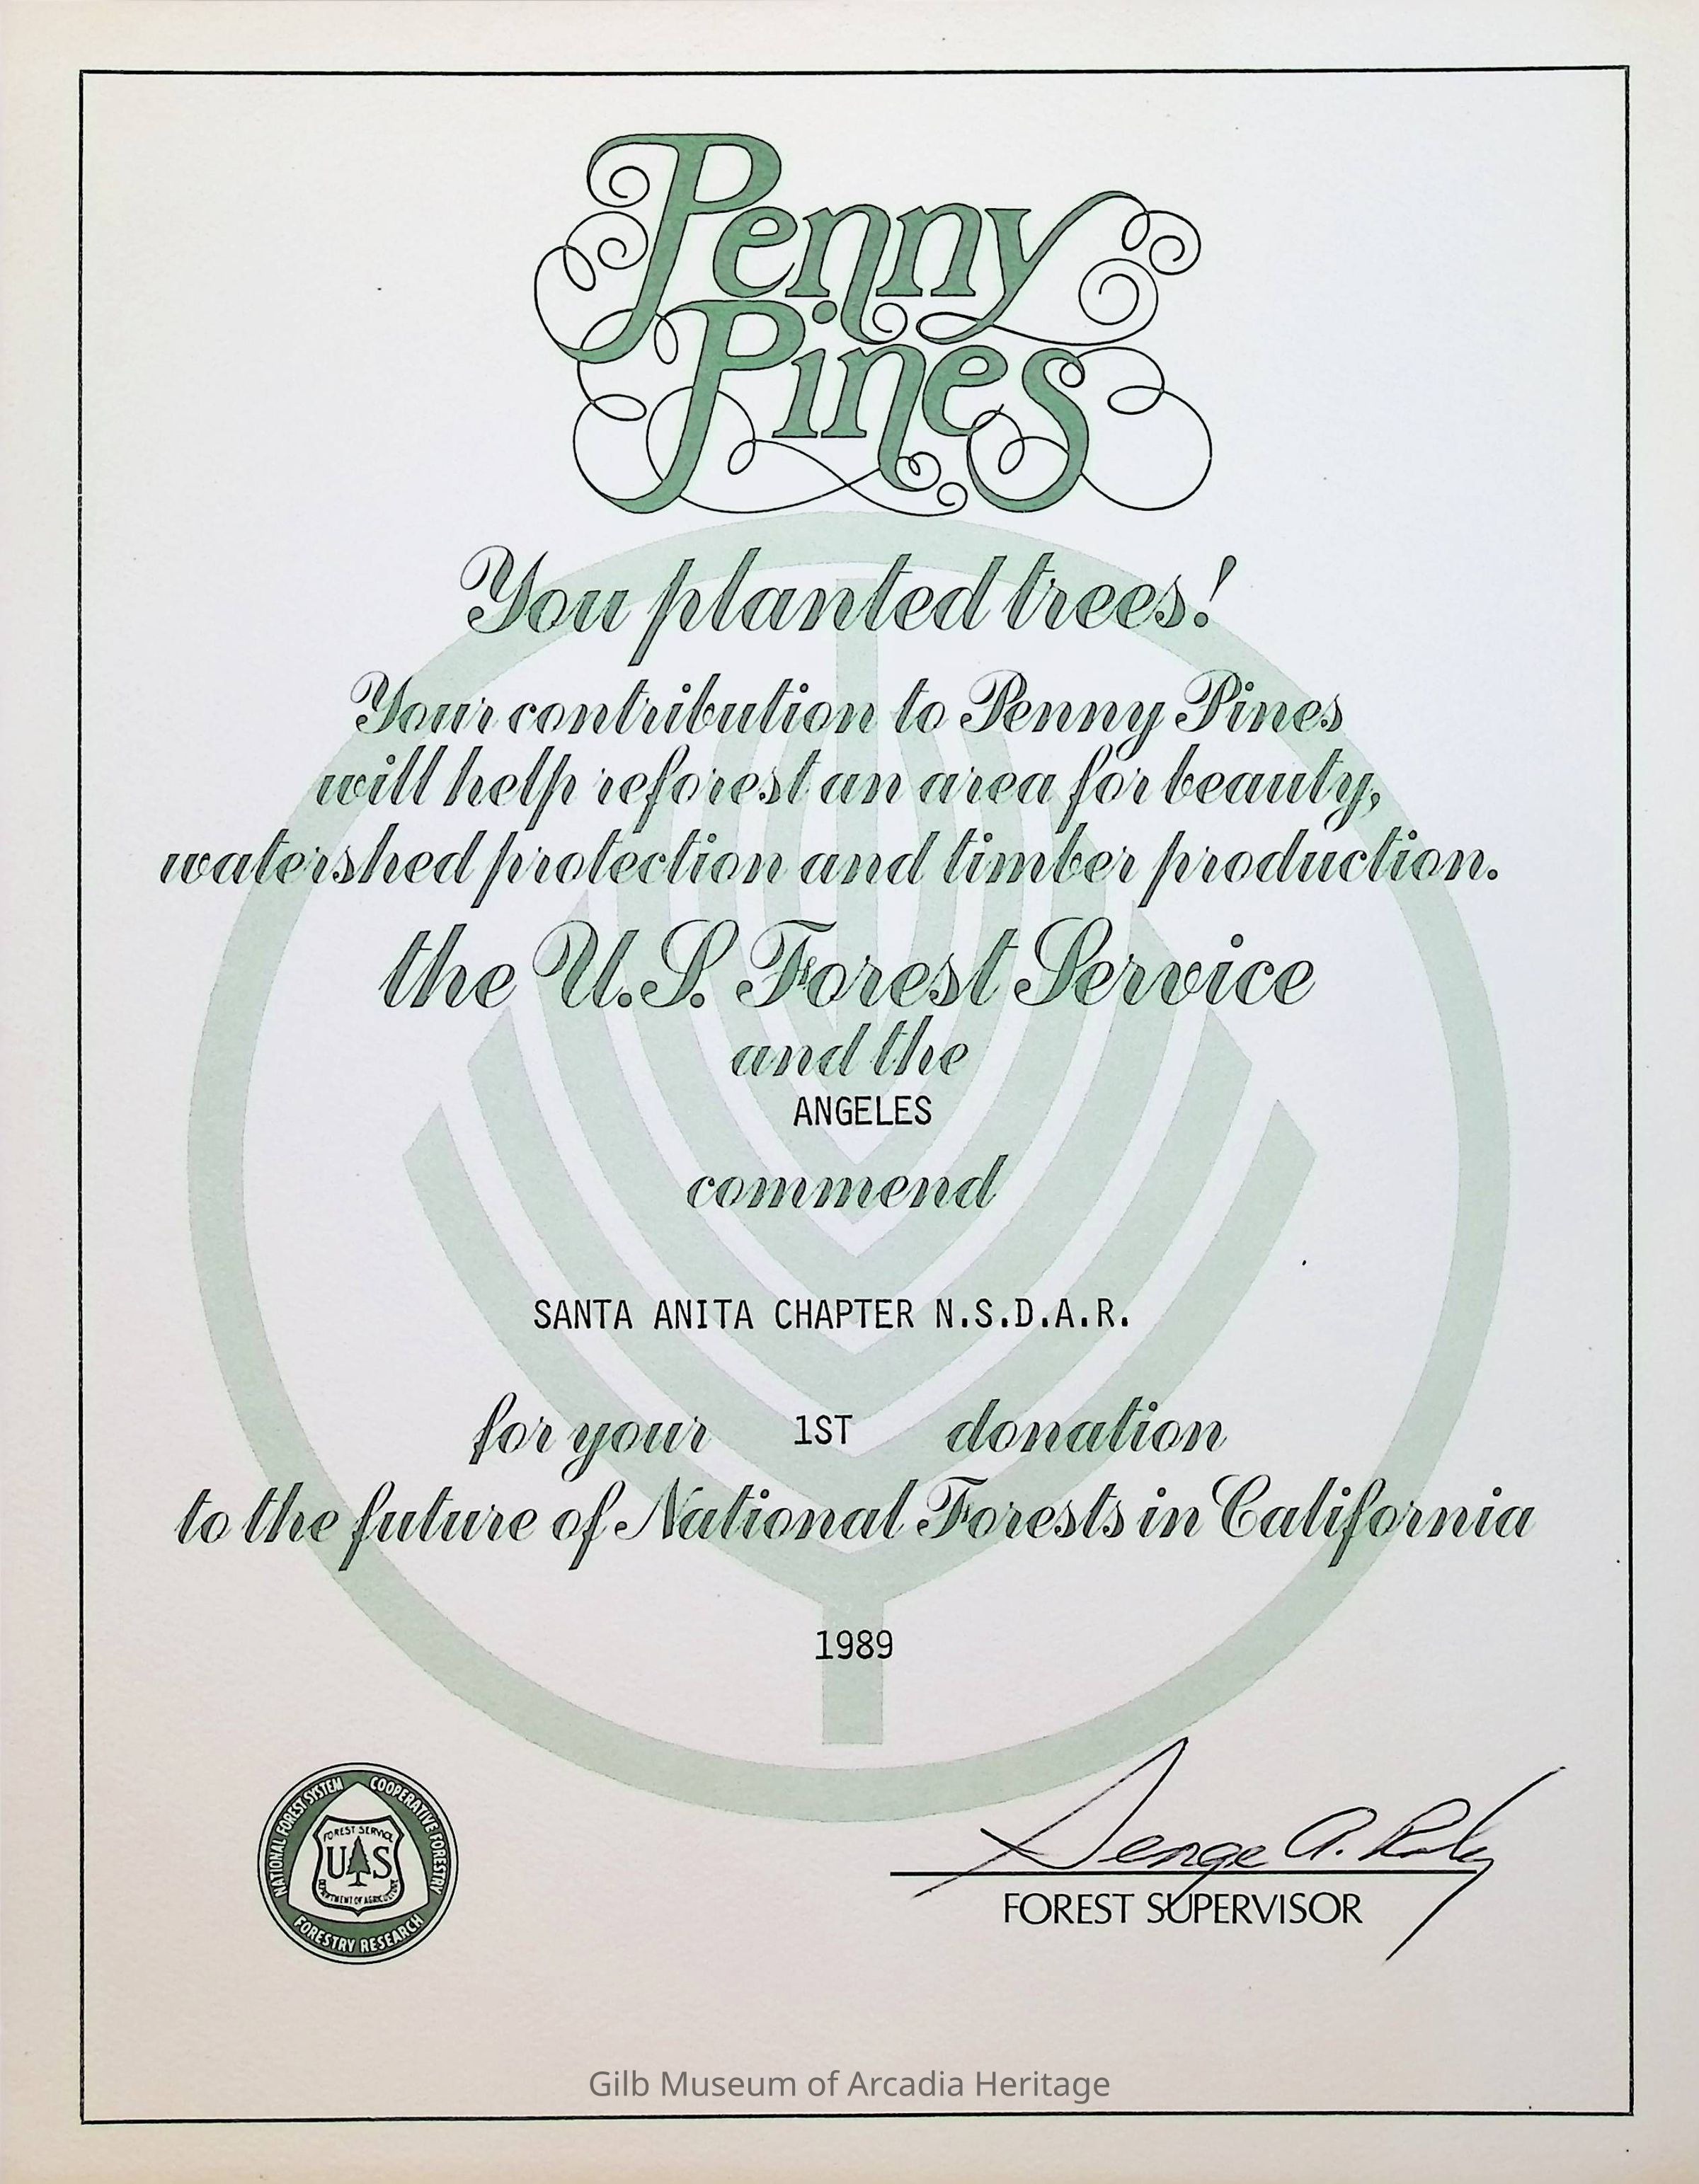 Penny
Pines
You planted trees!
Your contribution to Penny Pines
will help reforest an area for beauty,
watershed protection and timber production.
the U.S. Forest Service
and the
ANGELES
commend
SANTA ANITA CHAPTER N.S.D.A.R.
for your 1ST donation
to the future of National Forests in California
1989
NATIONAL FOREST SYSTEM COOPERATIVE FORESTRY
FOREST SERVICE
U S
DEPARTMENT OF AGRICULTURE
FORESTRY RESEARCH
George A. 
FOREST SUPERVISOR
Gilb Museum of Arcadia Heritage